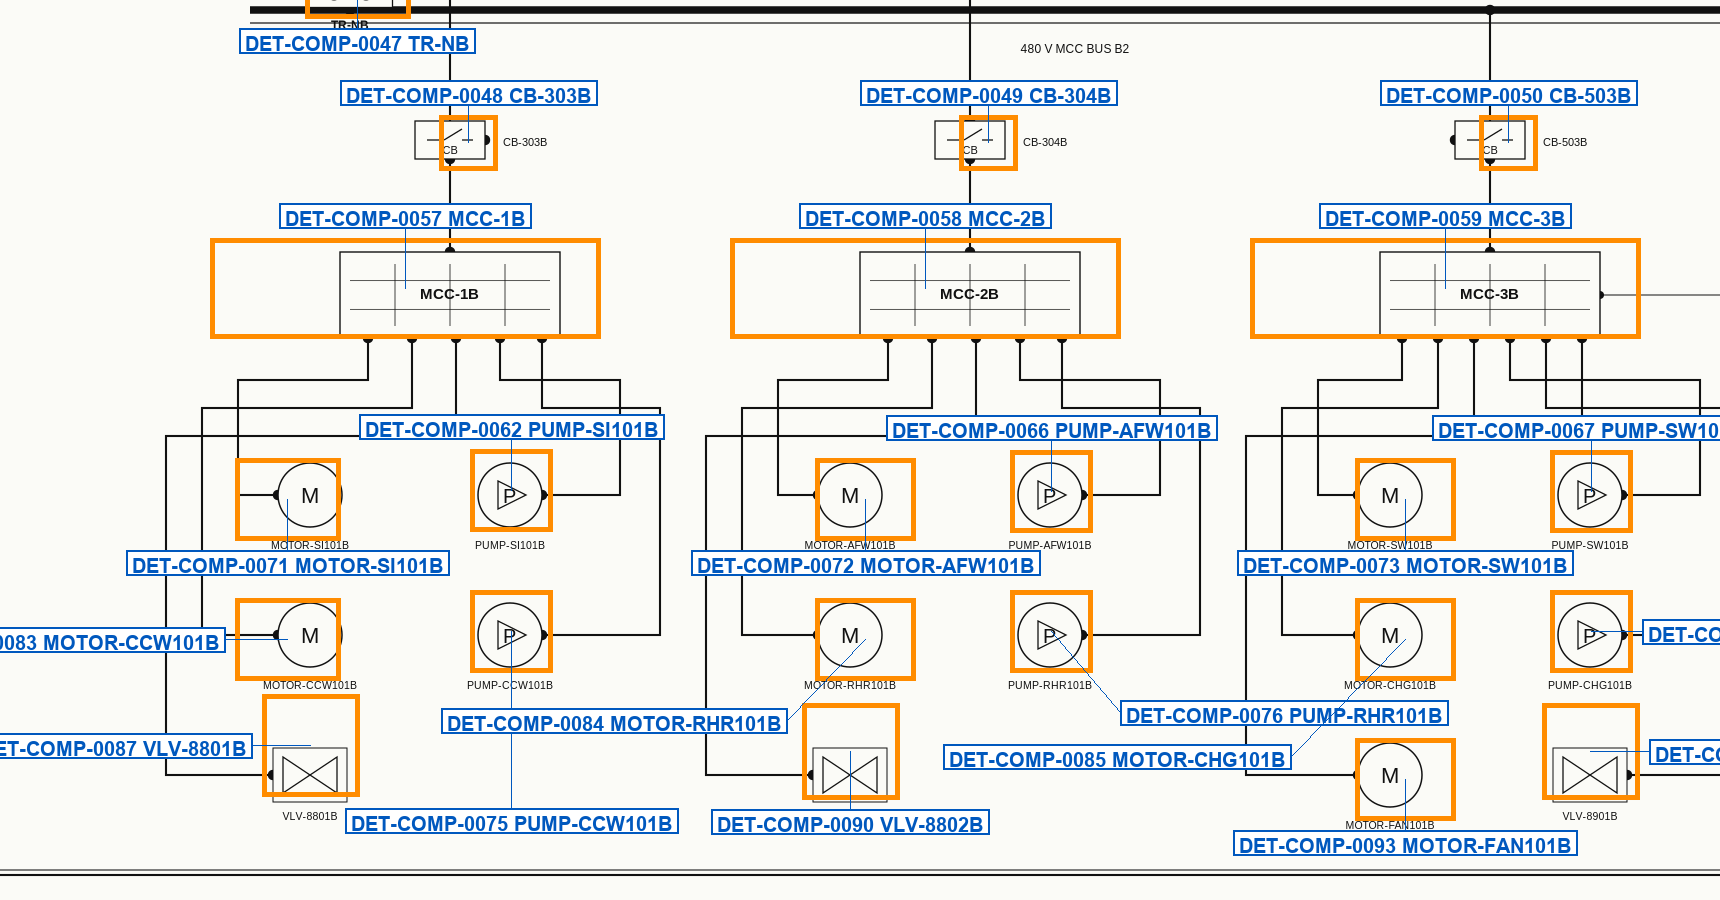 TR-NB
DET-COMP-0047 TR-NB
480 V MCC BUS B2
DET-COMP-0048 CB-303B
DET-COMP-0049 CB-304B
DET-COMP-0050 CB-503B
CB
CB-303B
CB
CB-304B
CB
CB-503B
DET-COMP-0057 MCC-1B
DET-COMP-0058 MCC-2B
DET-COMP-0059 MCC-3B
MCC-1B
MCC-2B
MCC-3B
DET-COMP-0062 PUMP-SI101B
DET-COMP-0066 PUMP-AFW101B
DET-COMP-0067 PUMP-SW10
M
P
M
P
M
P
MOTOR-SI101B
PUMP-SI101B
MOTOR-AFW101B
PUMP-AFW101B
MOTOR-SW101B
PUMP-SW101B
DET-COMP-0071 MOTOR-SI101B
DET-COMP-0072 MOTOR-AFW101B
DET-COMP-0073 MOTOR-SW101B
0083 MOTOR-CCW101B
M
P
M
P
M
P
DET-CO
MOTOR-CCW101B
PUMP-CCW101B
MOTOR-RHR101B
PUMP-RHR101B
MOTOR-CHG101B
PUMP-CHG101B
DET-COMP-0084 MOTOR-RHR101B
DET-COMP-0076 PUMP-RHR101B
ET-COMP-0087 VLV-8801B
DET-COMP-0085 MOTOR-CHG101B
DET-CO
M
VLV-8801B
DET-COMP-0075 PUMP-CCW101B
DET-COMP-0090 VLV-8802B
MOTOR-FAN101B
VLV-8901B
DET-COMP-0093 MOTOR-FAN101B